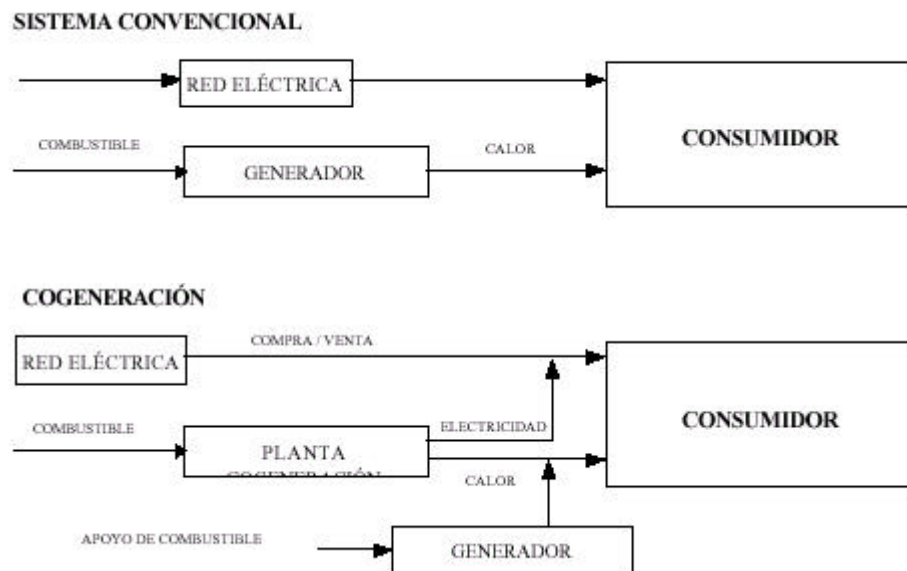 SISTEMA CONVENCIONAL
RED ELÉCTRICA
COMBUSTIBLE
CALOR
GENERADOR
CONSUMIDOR
COGENERACIÓN
COMPRA / VENTA
RED ELÉCTRICA
COMBUSTIBLE
ELECTRICIDAD
PLANTA
COGENERACIÓN
CALOR
CONSUMIDOR
APOYO DE COMBUSTIBLE
GENERADOR